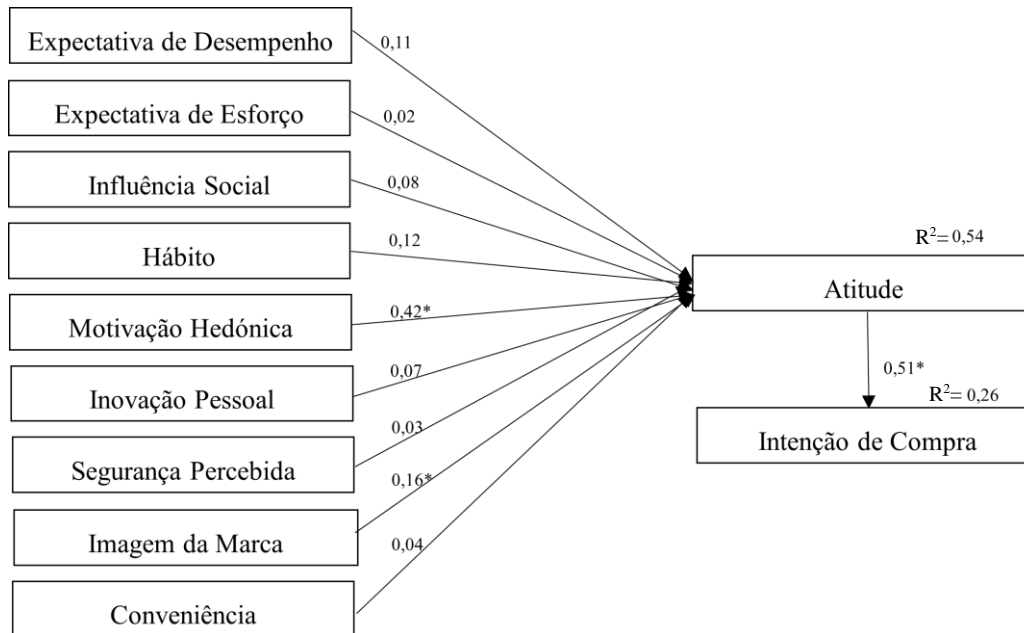 Expectativa de Desempenho
0,11
Expectativa de Esforço
0,02
Influência Social
0,08
Hábito
0,12
Motivação Hedónica
0,42*
Inovação Pessoal
0,07
Segurança Percebida
0,03
Imagem da Marca
0,16*
Conveniência
0,04
R²= 0,54
Atitude
0,51*
R²= 0,26
Intenção de Compra